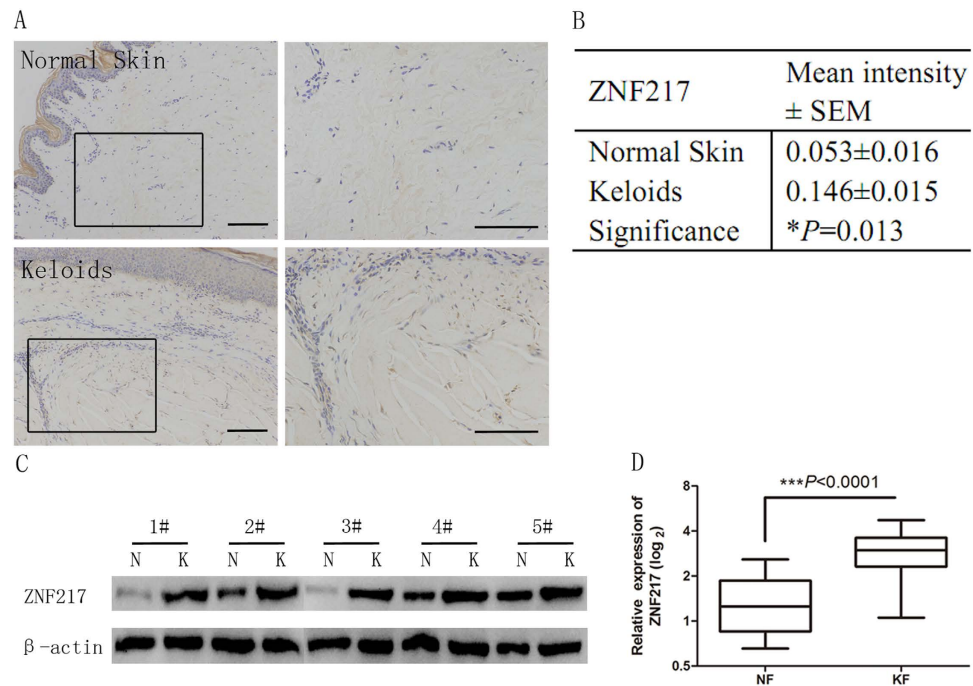 A
Normal Skin
Keloids
B
ZNF217
Mean intensity
± SEM
Normal Skin 0.053±0.016
Keloids 0.146±0.015
Significance *P=0.013
C
1# 2# 3# 4# 5#
N K N K N K N K N K
ZNF217
β-actin
D
***P<0.0001
Relative expression of
ZNF217 (log 2)
8
4
2
1
0.5
NF KF